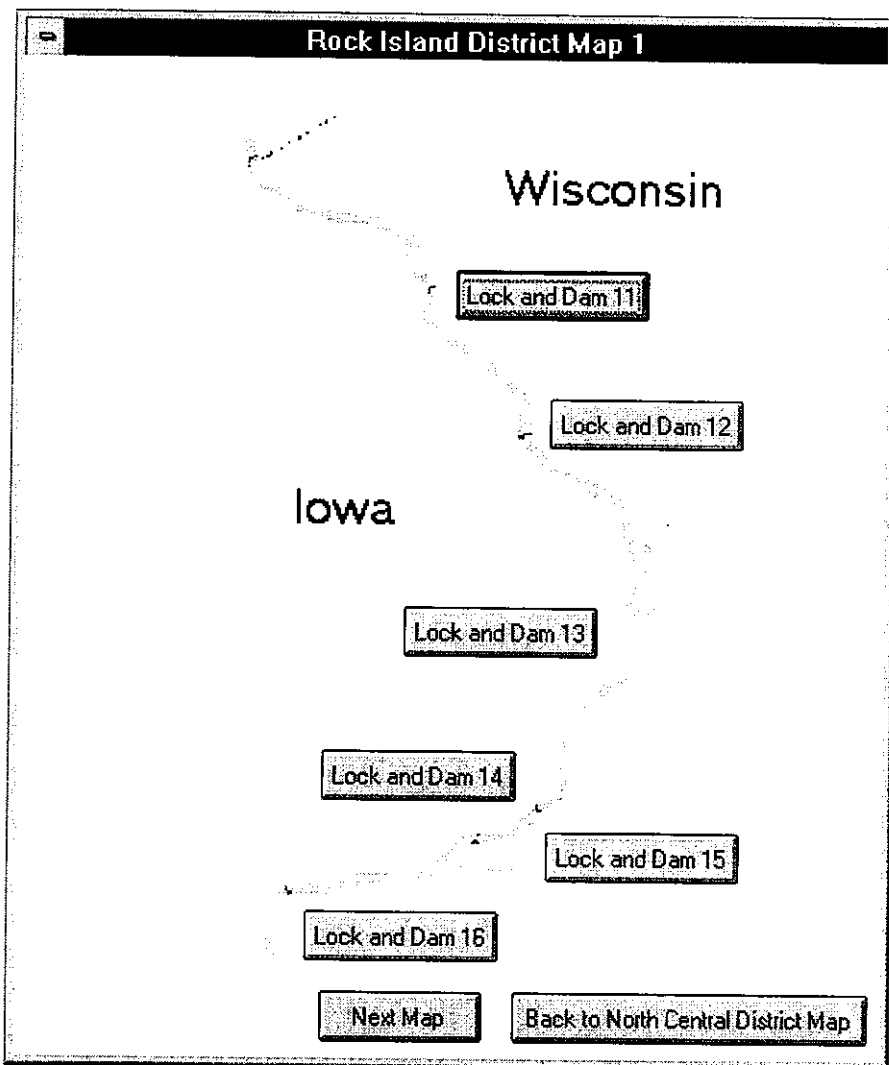 Rock Island District Map 1
Wisconsin
Lock and Dam 11
Lock and Dam 12
Iowa
Lock and Dam 13
Lock and Dam 14
Lock and Dam 15
Lock and Dam 16
Next Map
Back to North Central District Map